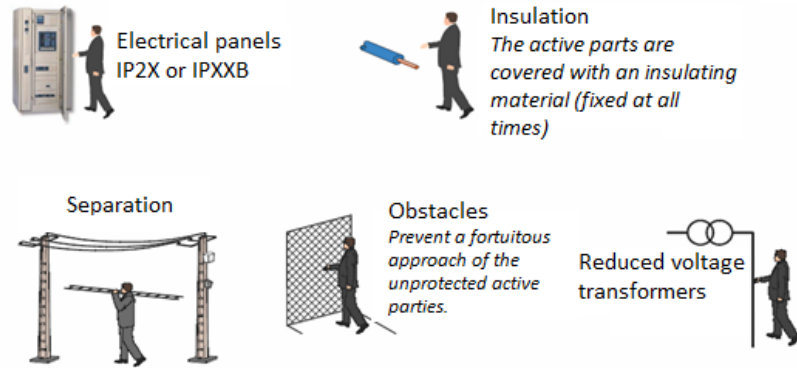 Electrical panels
IP2X or IPXXB
Insulation
The active parts are
covered with an insulating
material (fixed at all
times)
Separation
Obstacles
Prevent a fortuitous
approach of the
unprotected active
parties.
Reduced voltage
transformers